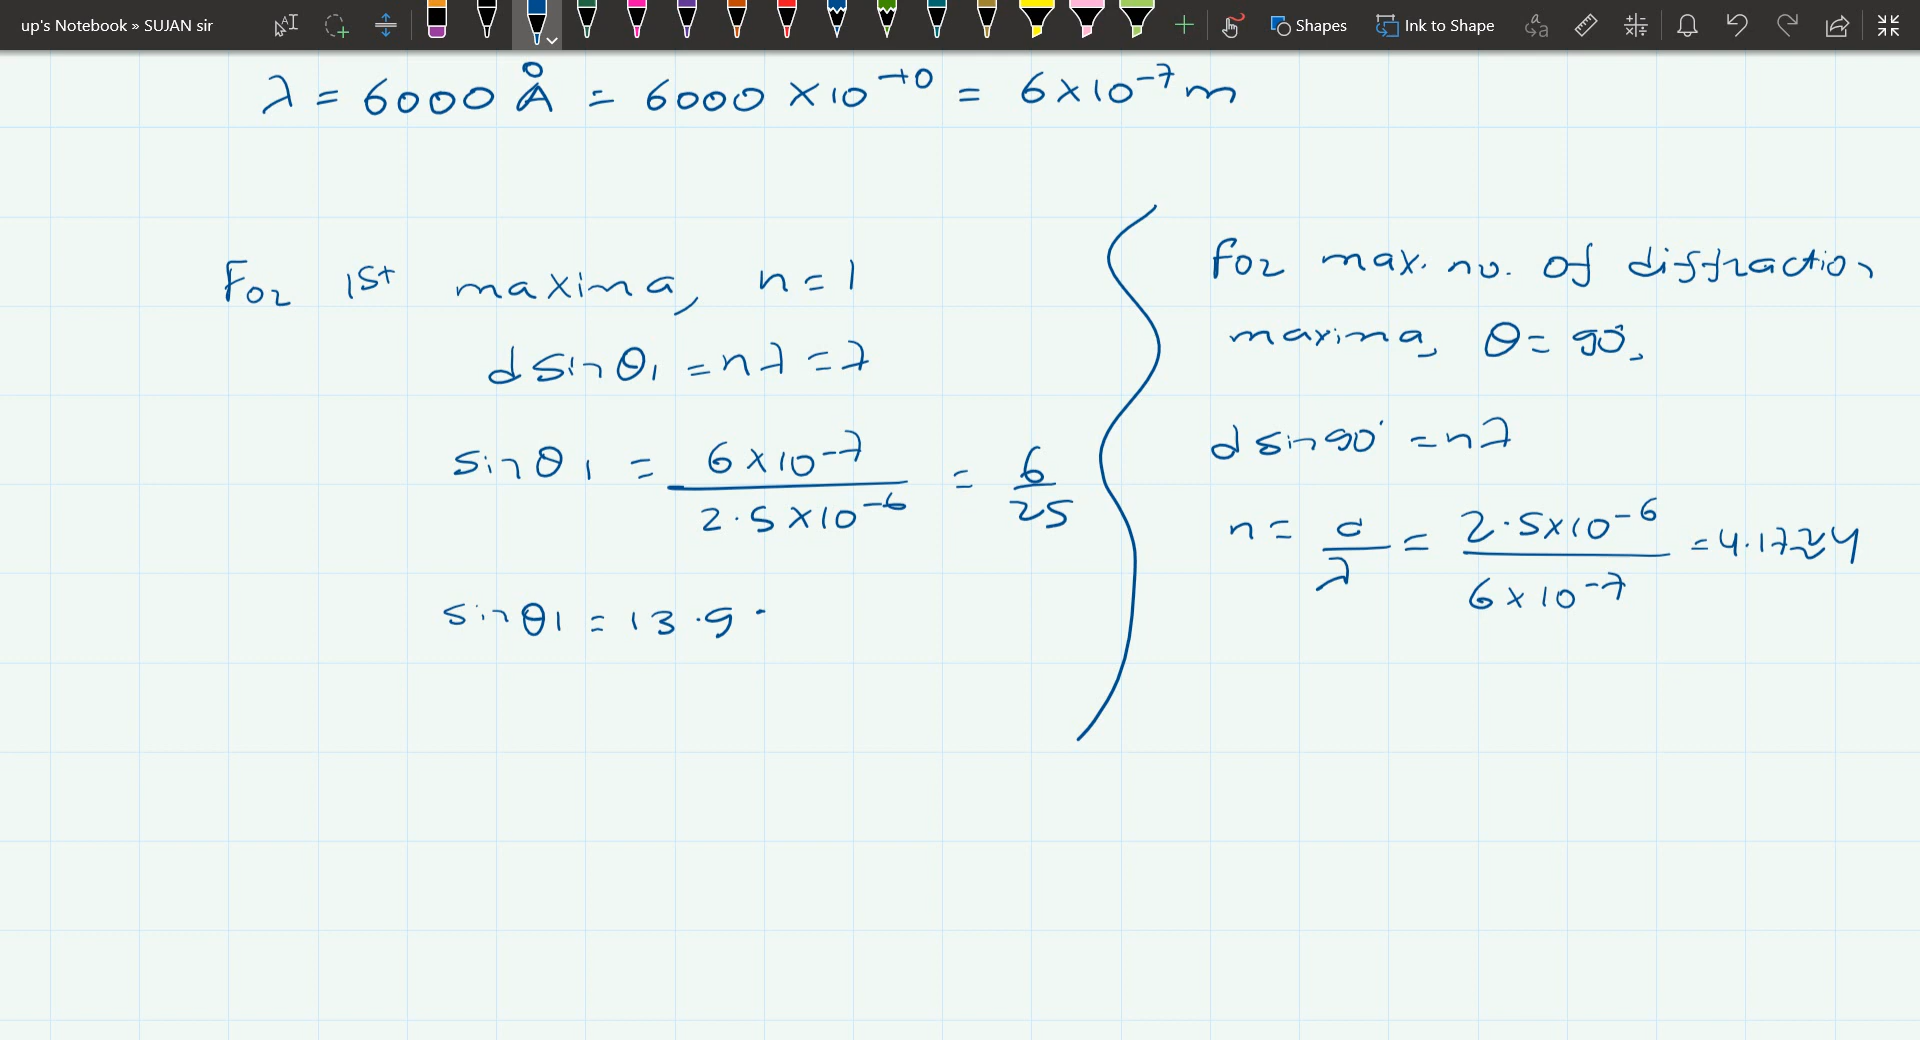 up's Notebook » SUJAN sir
Shapes
Ink to Shape
λ = 6000 Å = 6000 × 10⁻¹⁰ = 6 × 10⁻⁷ m
For 1st maxima, n = 1
d sin θ₁ = nλ = λ
sin θ₁ = 6 × 10⁻⁷ / 2.5 × 10⁻⁶ = 6/25
sin θ₁ = 13.9°
For max. no. of diffraction
maxima, θ = 90°,
d sin 90° = nλ
n = d/λ = 2.5 × 10⁻⁶ / 6 × 10⁻⁷ = 4.17 ≈ 4